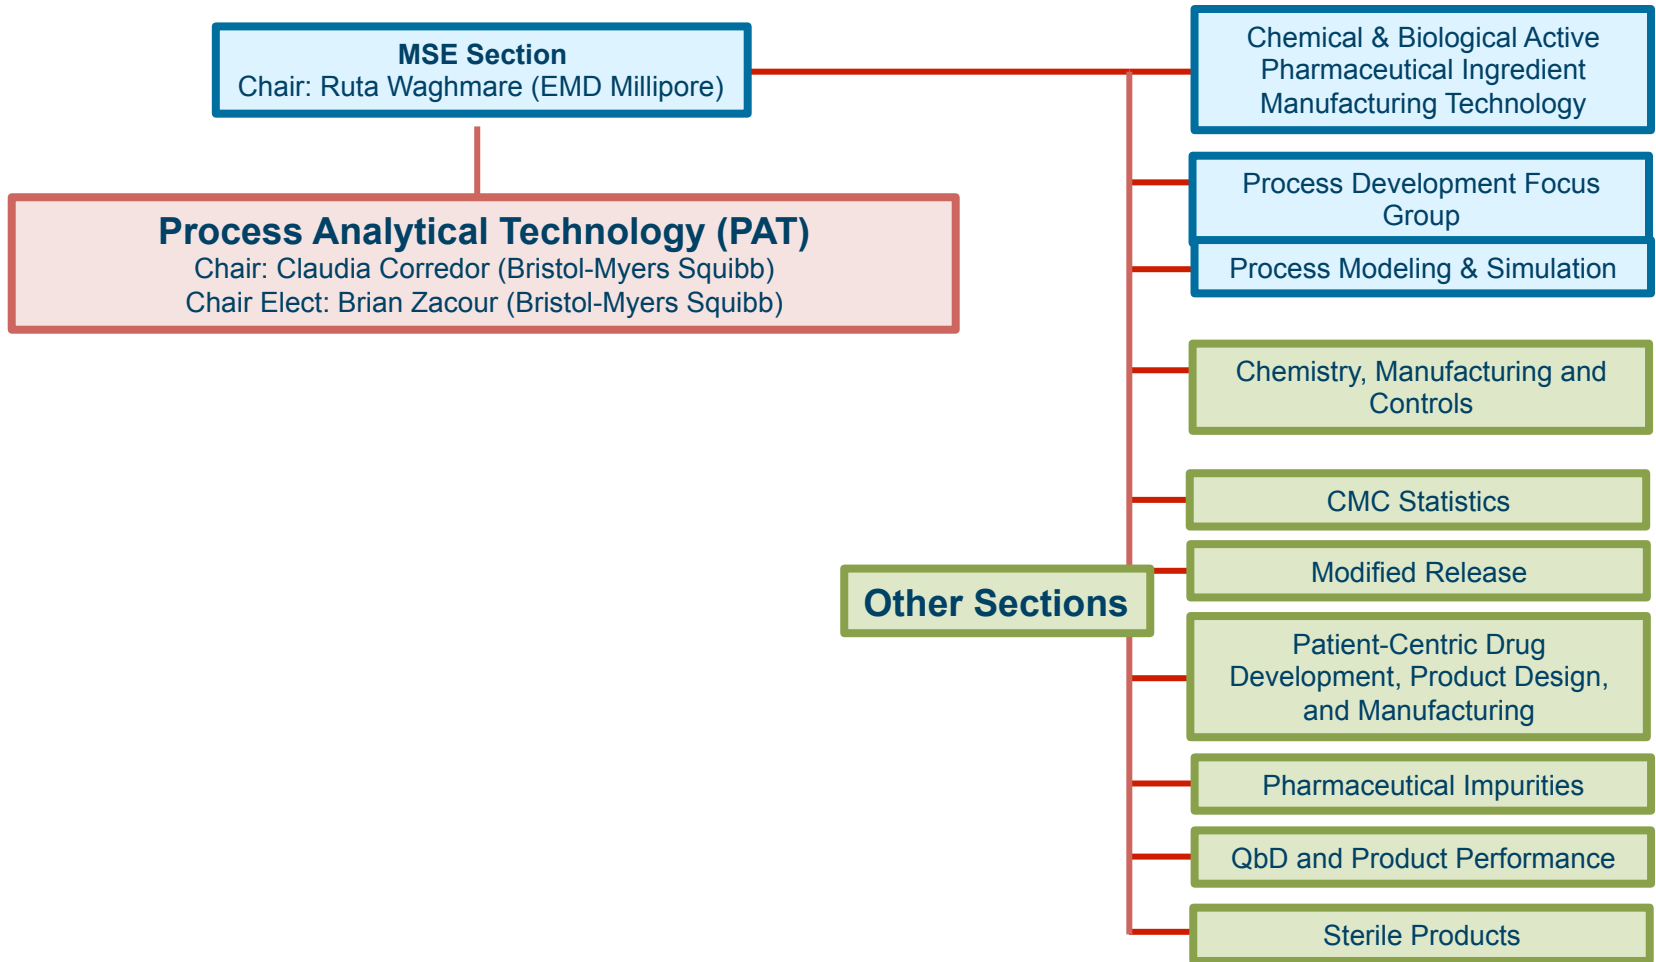 MSE Section
Chair: Ruta Waghmare (EMD Millipore)
Process Analytical Technology (PAT)
Chair: Claudia Corredor (Bristol-Myers Squibb)
Chair Elect: Brian Zacour (Bristol-Myers Squibb)
Chemical & Biological Active
Pharmaceutical Ingredient
Manufacturing Technology
Process Development Focus
Group
Process Modeling & Simulation
Chemistry, Manufacturing and
Controls
CMC Statistics
Other Sections
Modified Release
Patient-Centric Drug
Development, Product Design,
and Manufacturing
Pharmaceutical Impurities
QbD and Product Performance
Sterile Products